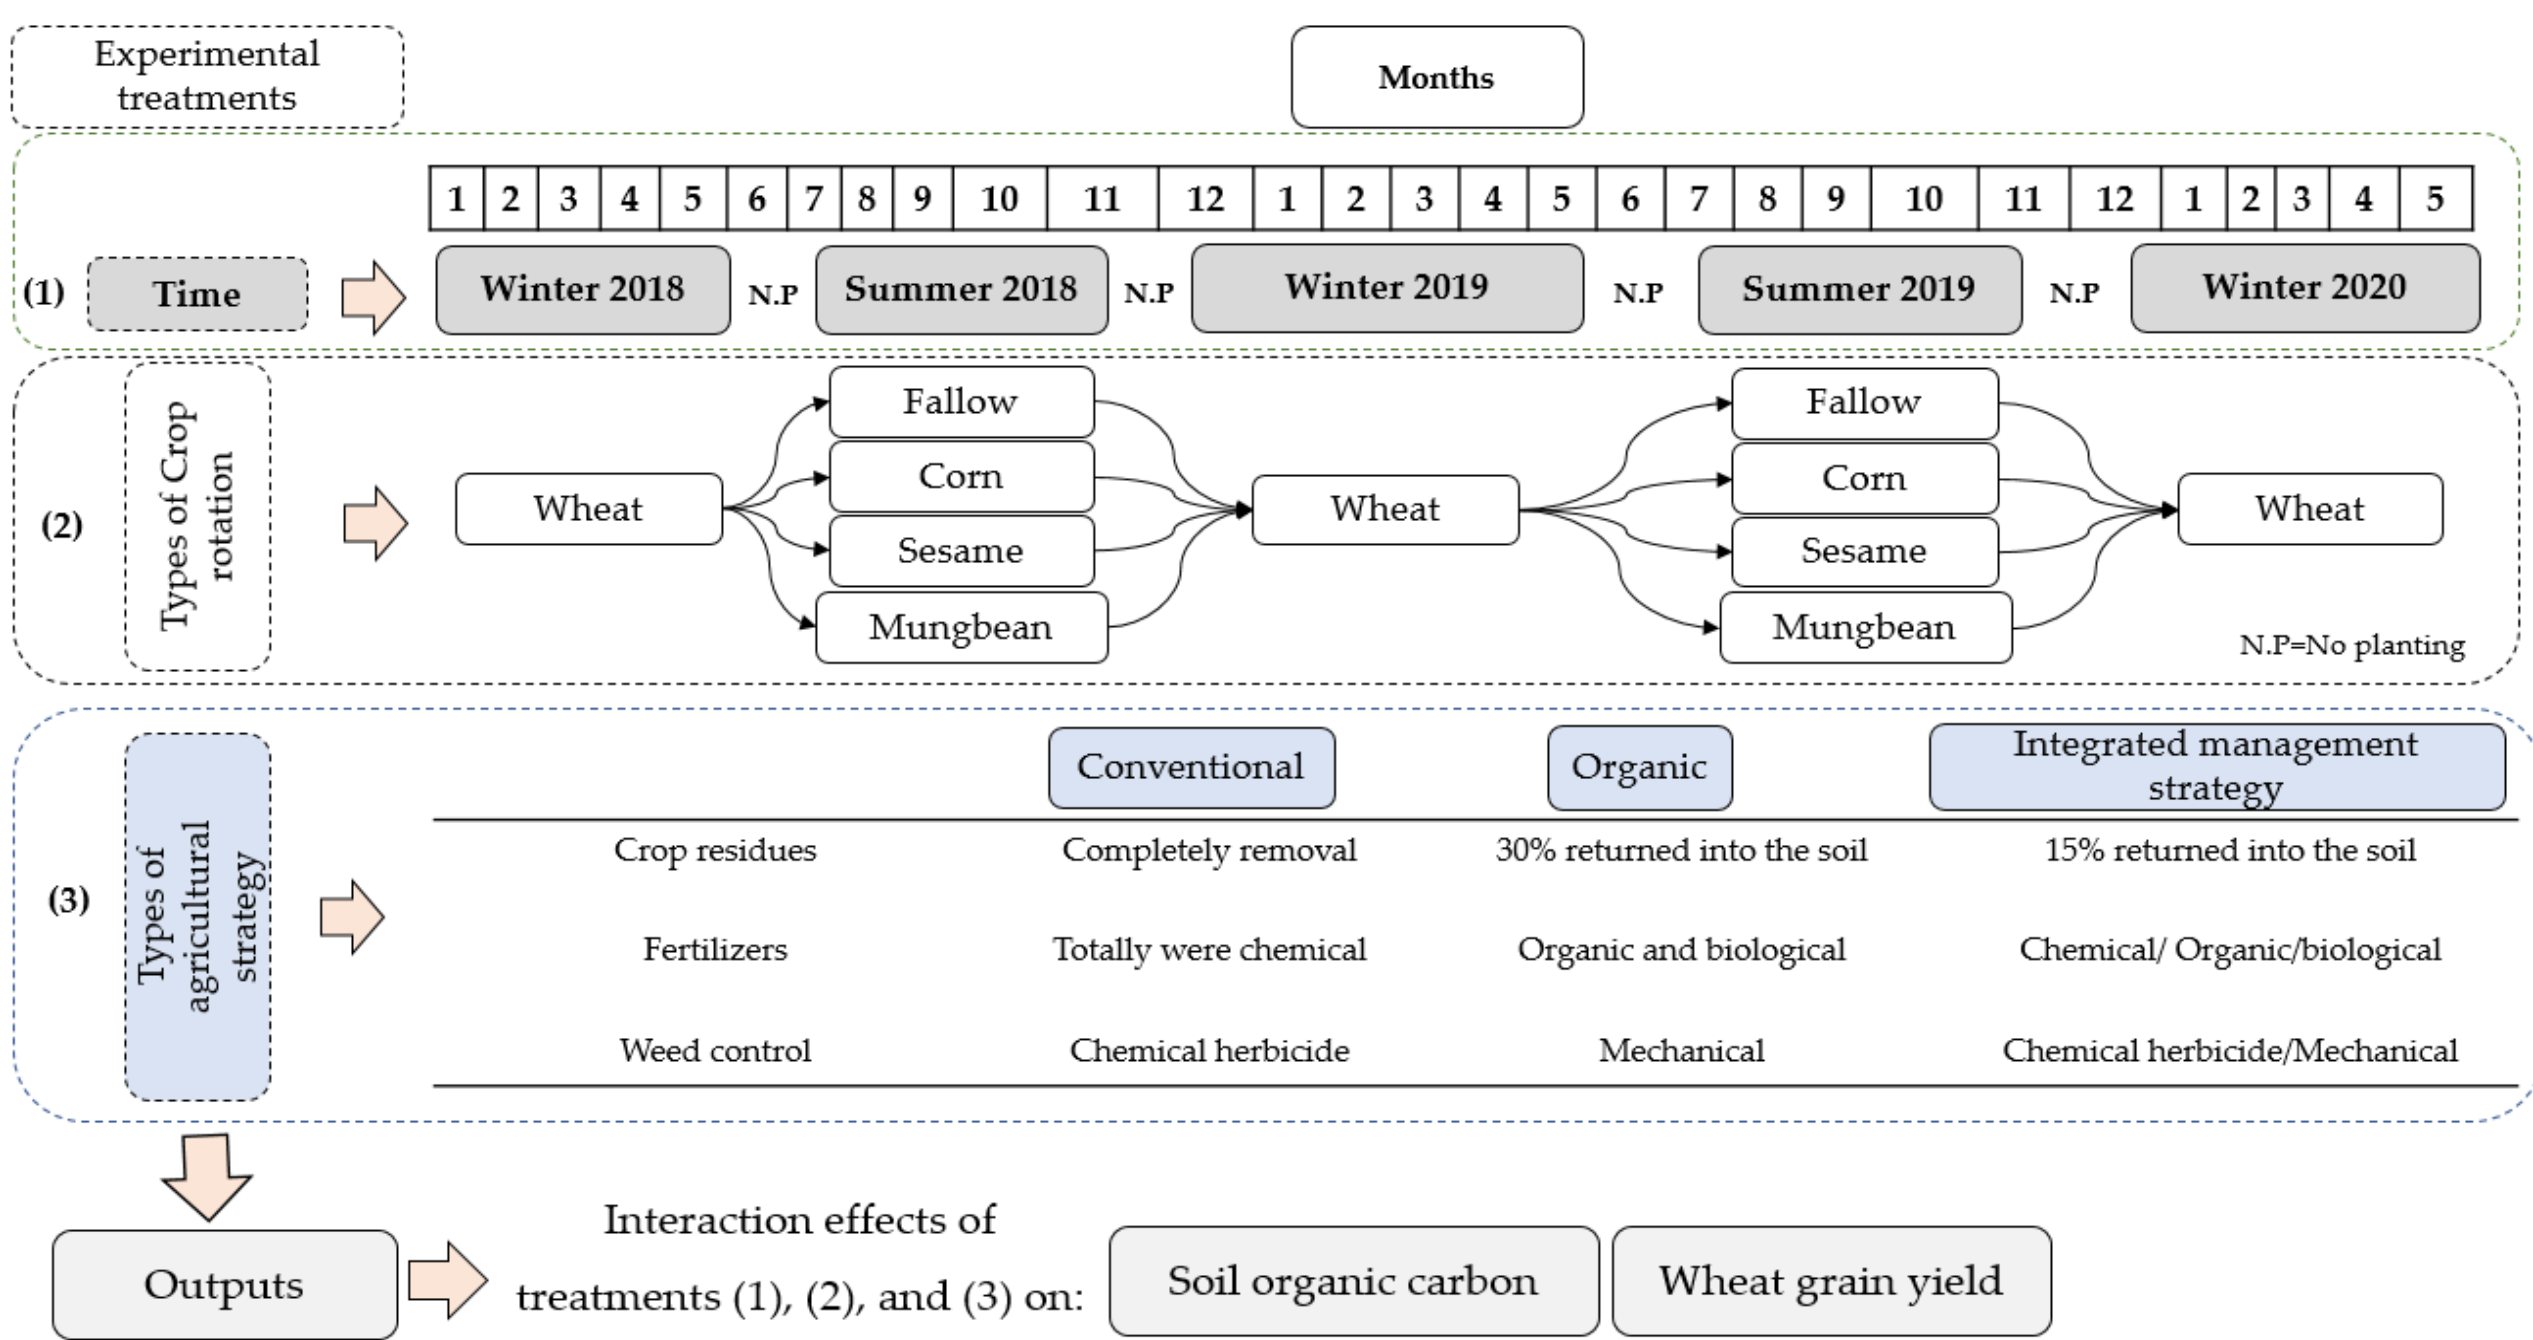 Experimental
treatments
Months
1 2 3 4 5 6 7 8 9 10 11 12 1 2 3 4 5 6 7 8 9 10 11 12 1 2 3 4 5
(1) Time Winter 2018 N.P Summer 2018 N.P Winter 2019 N.P Summer 2019 N.P Winter 2020
(2) Types of Crop
rotation
Wheat
Fallow
Corn
Sesame
Mungbean
Wheat
Fallow
Corn
Sesame
Mungbean
Wheat
N.P=No planting
(3) Types of
agricultural
strategy
Conventional Organic Integrated management
strategy
Crop residues Completely removal 30% returned into the soil 15% returned into the soil
Fertilizers Totally were chemical Organic and biological Chemical/ Organic/biological
Weed control Chemical herbicide Mechanical Chemical herbicide/Mechanical
Outputs
Interaction effects of
treatments (1), (2), and (3) on:
Soil organic carbon
Wheat grain yield